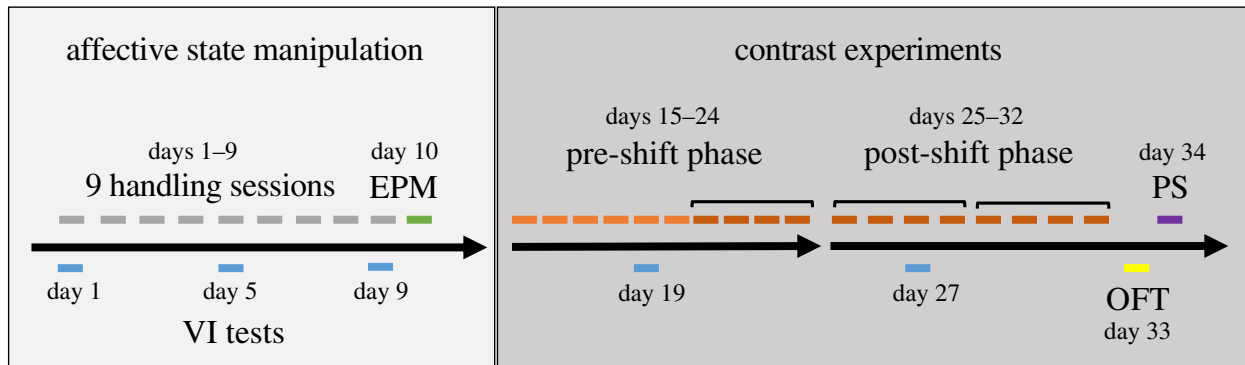 affective state manipulation
days 1–9
9 handling sessions
day 10
EPM
day 1
day 5
day 9
VI tests
contrast experiments
days 15–24
pre-shift phase
days 25–32
post-shift phase
day 34
PS
day 19
day 27
OFT
day 33